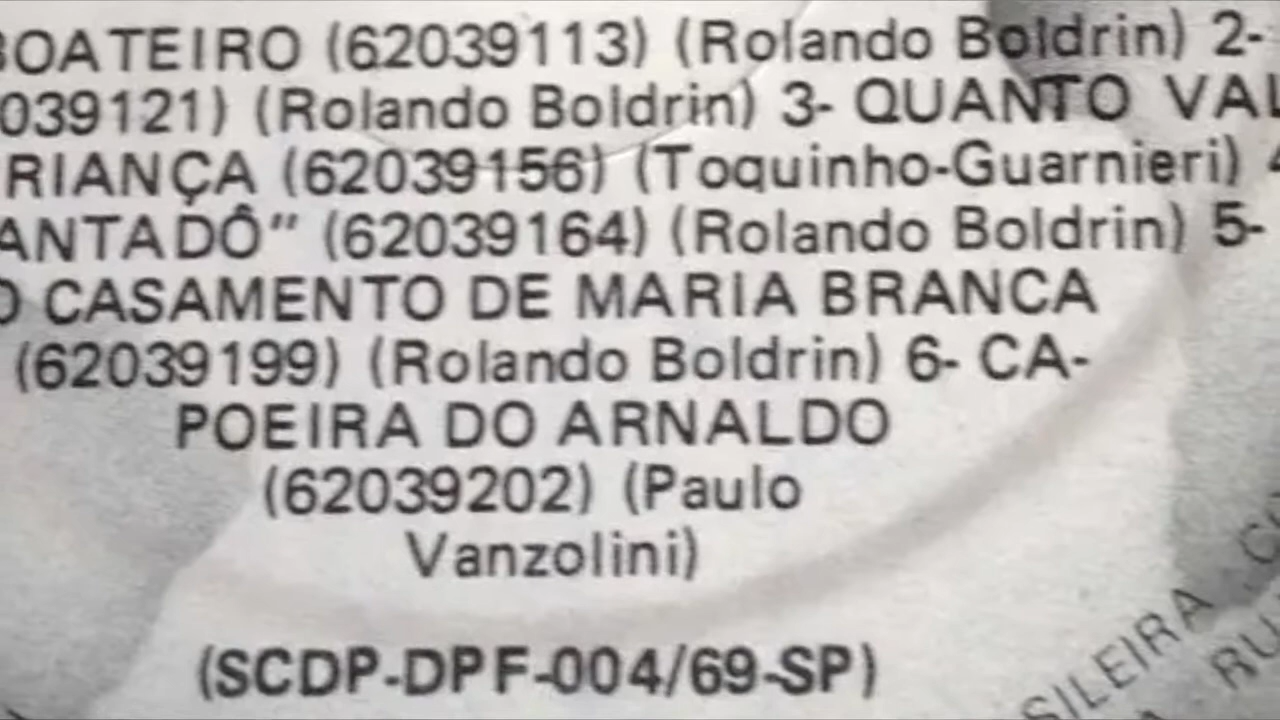 BOATEIRO (62039113) (Rolando Boldrin) 2-
039121) (Rolando Boldrin) 3- QUANTO VAL
RIANÇA (62039156) (Toquinho-Guarnieri) 4
ANTADÔ" (62039164) (Rolando Boldrin) 5-
O CASAMENTO DE MARIA BRANCA
(62039199) (Rolando Boldrin) 6- CA-
POEIRA DO ARNALDO
(62039202) (Paulo
Vanzolini)
(SCDP-DPF-004/69-SP)
SILEIRA
RU